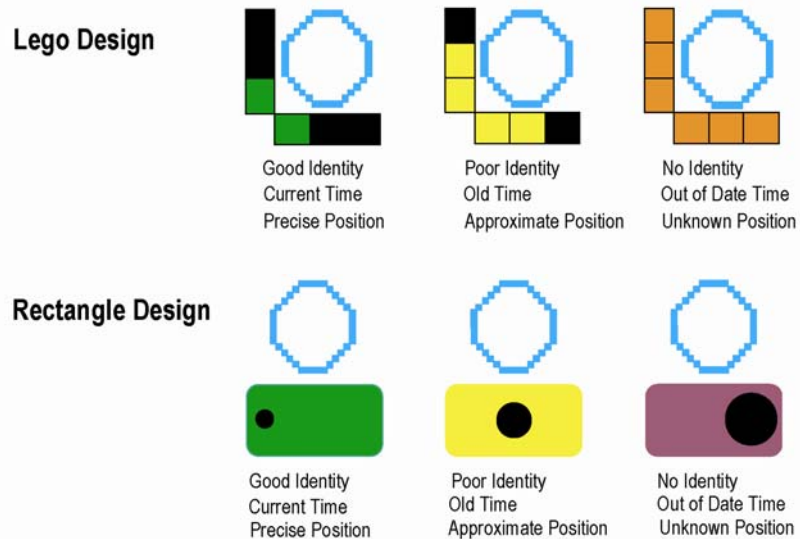 Lego Design
Good Identity
Current Time
Precise Position
Poor Identity
Old Time
Approximate Position
No Identity
Out of Date Time
Unknown Position
Rectangle Design
Good Identity
Current Time
Precise Position
Poor Identity
Old Time
Approximate Position
No Identity
Out of Date Time
Unknown Position